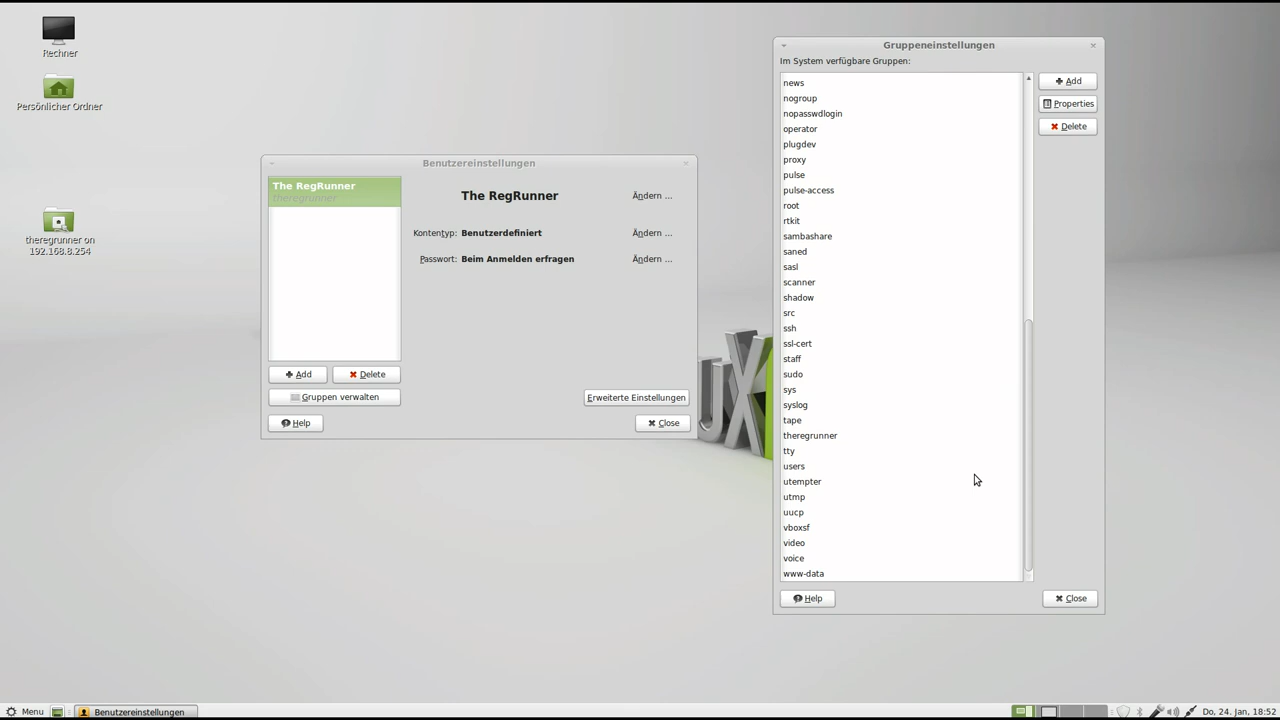 Rechner
Persönlicher Ordner
theregrunner on
192.168.8.254
Benutzereinstellungen
The RegRunner
theregrunner
The RegRunner
Ändern ...
Kontentyp: Benutzerdefiniert
Ändern ...
Passwort: Beim Anmelden erfragen
Ändern ...
Add
Delete
Gruppen verwalten
Erweiterte Einstellungen
Help
Close
UX
Gruppeneinstellungen
Im System verfügbare Gruppen:
news
nogroup
nopasswdlogin
operator
plugdev
proxy
pulse
pulse-access
root
rtkit
sambashare
saned
sasl
scanner
shadow
src
ssh
ssl-cert
staff
sudo
sys
syslog
tape
theregrunner
tty
users
utempter
utmp
uucp
vboxsf
video
voice
www-data
Add
Properties
Delete
Help
Close
Menu
Benutzereinstellungen
Do, 24. Jan, 18:52